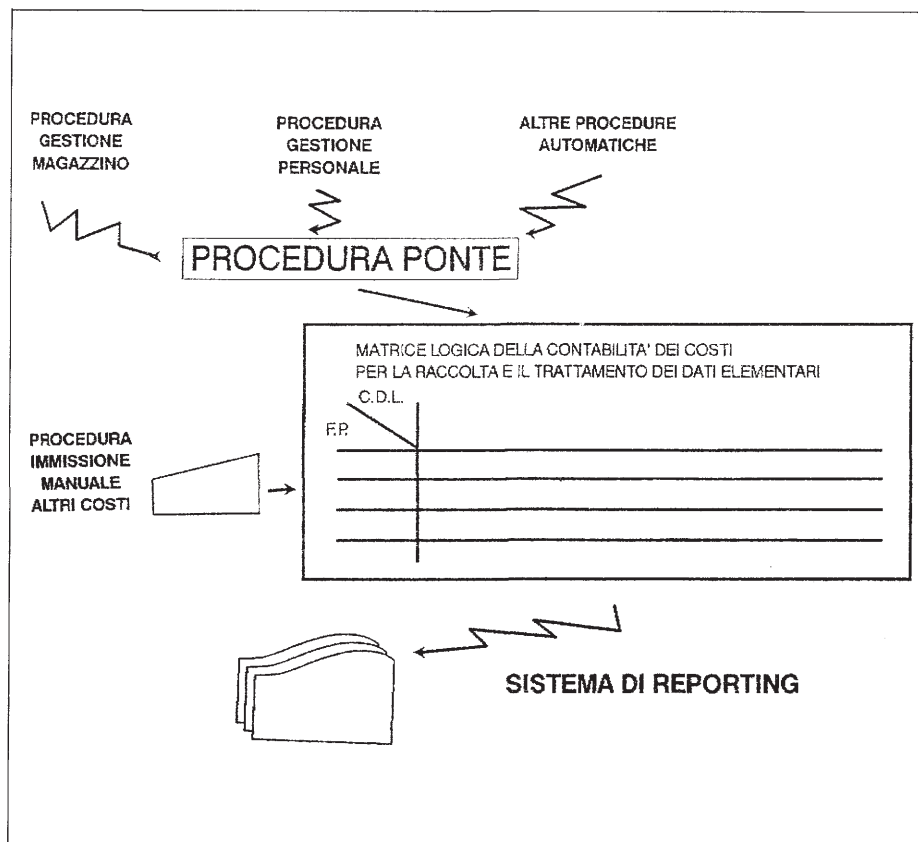 PROCEDURA
GESTIONE
MAGAZZINO
PROCEDURA
GESTIONE
PERSONALE
ALTRE PROCEDURE
AUTOMATICHE
PROCEDURA PONTE
MATRICE LOGICA DELLA CONTABILITA' DEI COSTI
PER LA RACCOLTA E IL TRATTAMENTO DEI DATI ELEMENTARI
C.D.L.
F.P.
PROCEDURA
IMMISSIONE
MANUALE
ALTRI COSTI
SISTEMA DI REPORTING